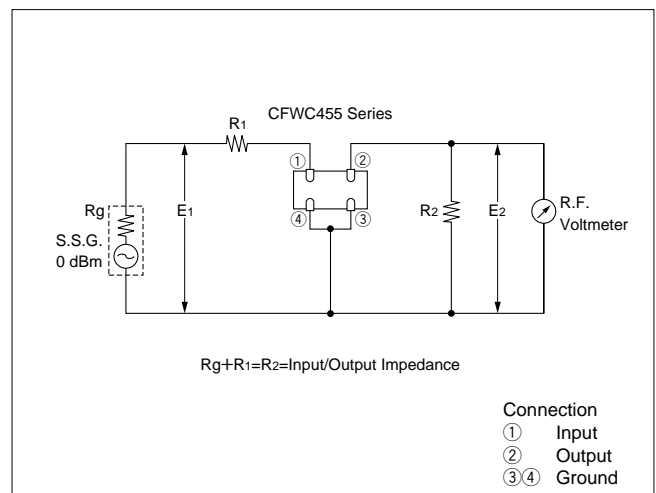 CFWC455 Series
R1
① ②
Rg
E1
④ ③
R2
E2
R.F.
Voltmeter
S.S.G.
0 dBm
Rg+R1=R2=Input/Output Impedance
Connection
① Input
② Output
③④ Ground